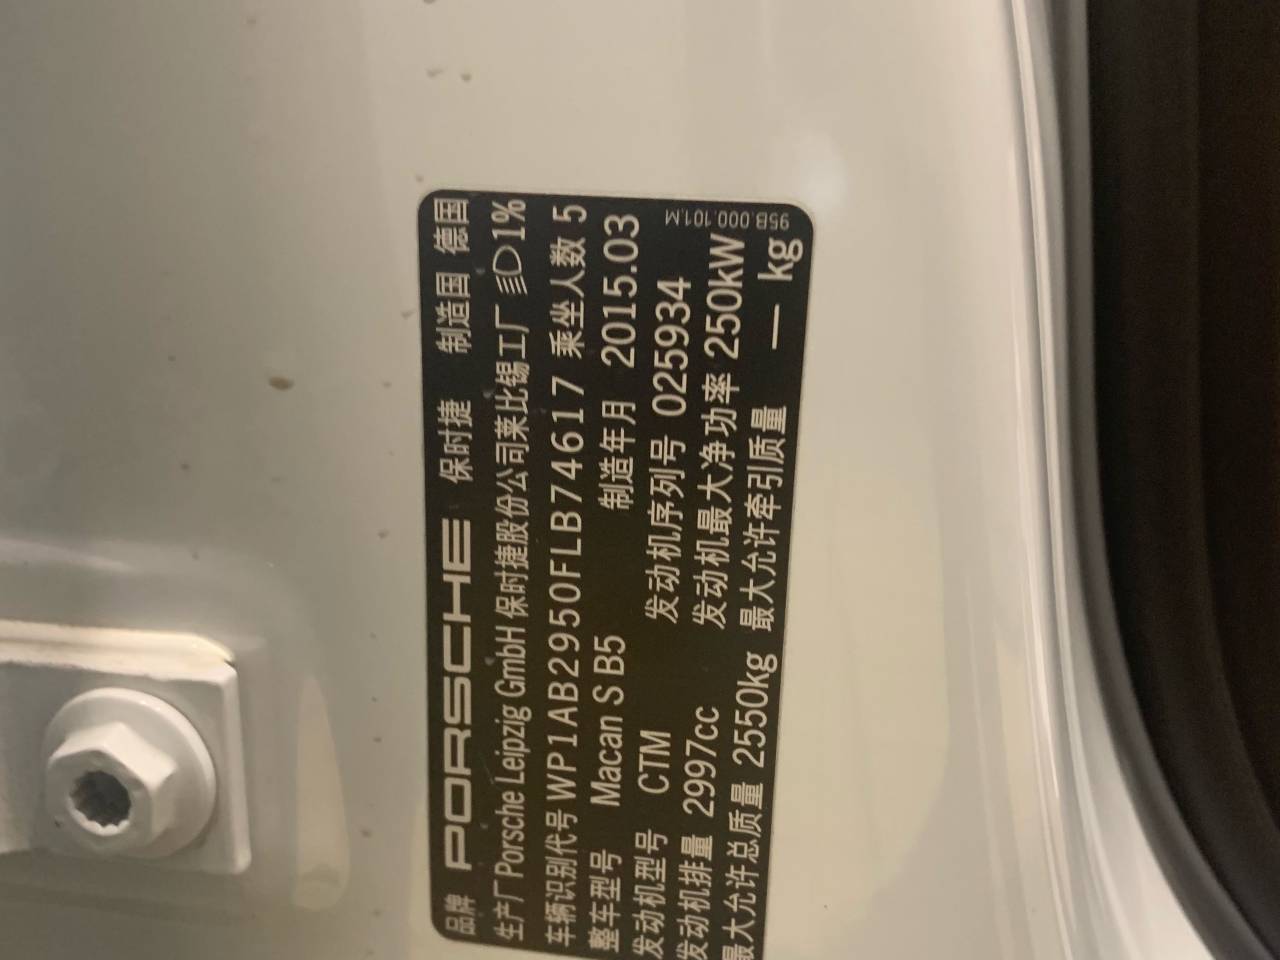 品牌 PORSCHE 保时捷 制造国 德国
生产厂 Porsche Leipzig GmbH 保时捷股份公司莱比锡工厂 1%
车辆识别代号 WP1AB2950FLB74617 乘坐人数 5
整车型号 Macan S B5 制造年月 2015.03
发动机型号 CTM 发动机序列号 025934
发动机排量 2997cc 发动机最大净功率 250kW
最大允许总质量 2550kg 最大允许牵引质量 — kg
95B.000.101.M